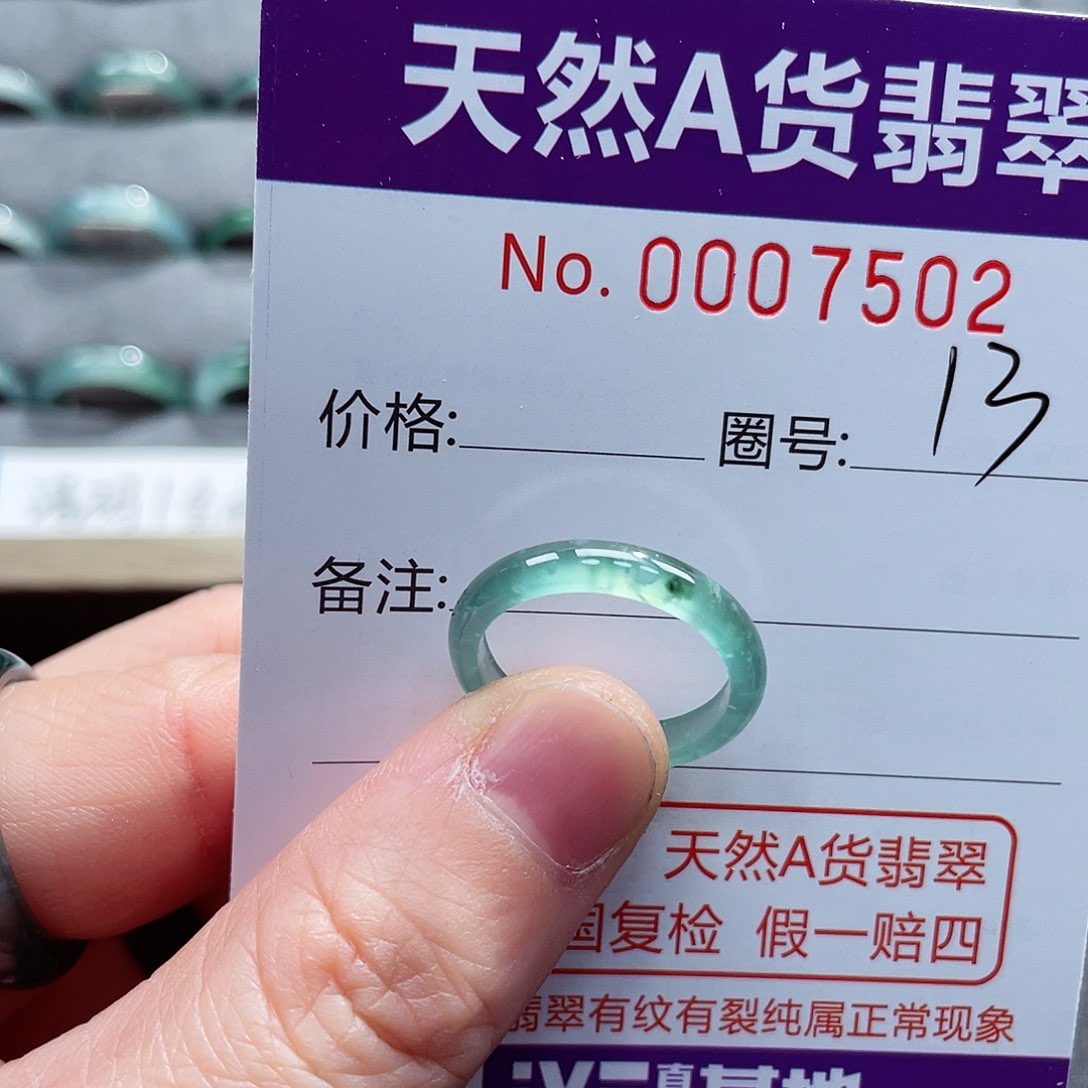 天然A货翡翠
No. 0007502
价格: 圈号: 13
备注:
天然A货翡翠
国复检 假一赔四
翡翠有纹有裂纯属正常现象